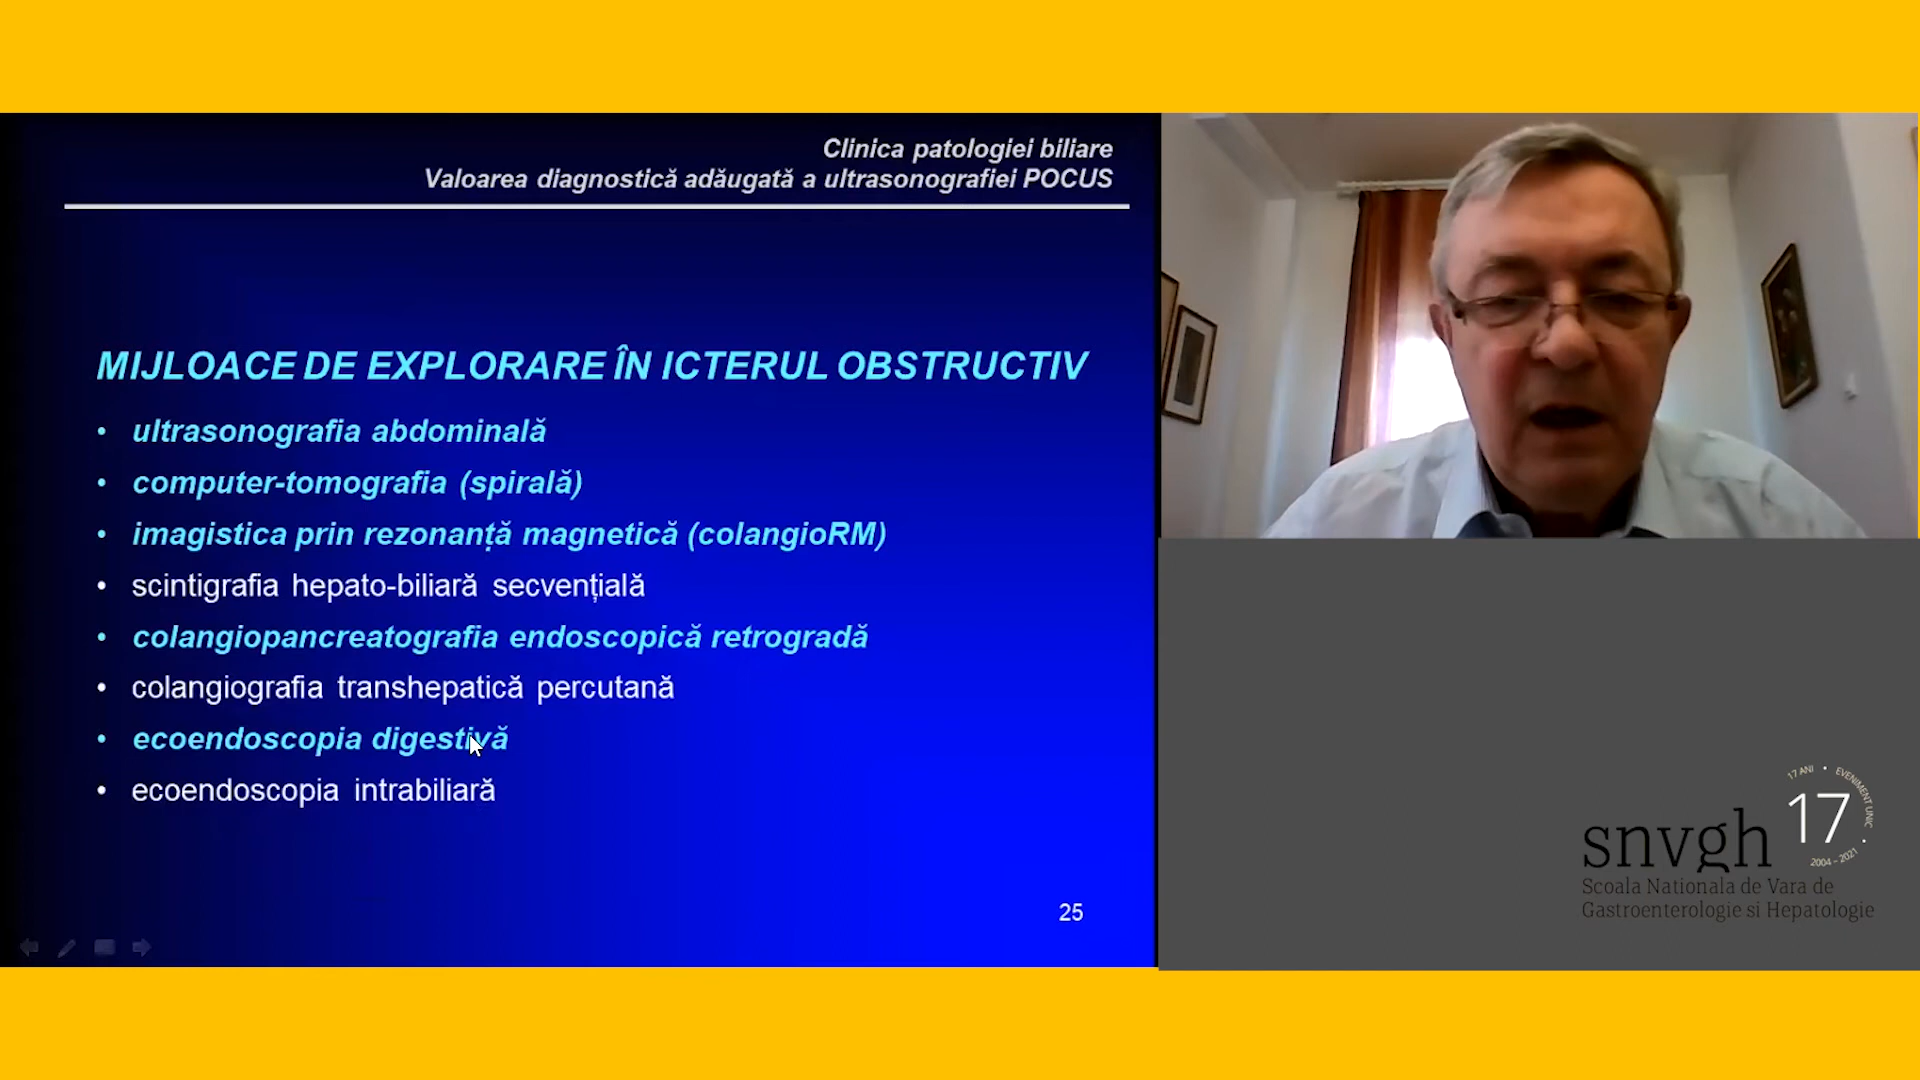 Clinica patologiei biliare
Valoarea diagnostică adăugată a ultrasonografiei POCUS
MIJLOACE DE EXPLORARE ÎN ICTERUL OBSTRUCTIV
• ultrasonografia abdominală
• computer-tomografia (spirală)
• imagistica prin rezonanță magnetică (colangioRM)
• scintigrafia hepato-biliară secvențială
• colangiopancreatografia endoscopică retrogradă
• colangiografia transhepatică percutană
• ecoendoscopia digestivă
• ecoendoscopia intrabiliară
25
17 ANI • EVENIMENT UNIC • 2004 - 2021
17
snvgh
Scoala Nationala de Vara de
Gastroenterologie si Hepatologie